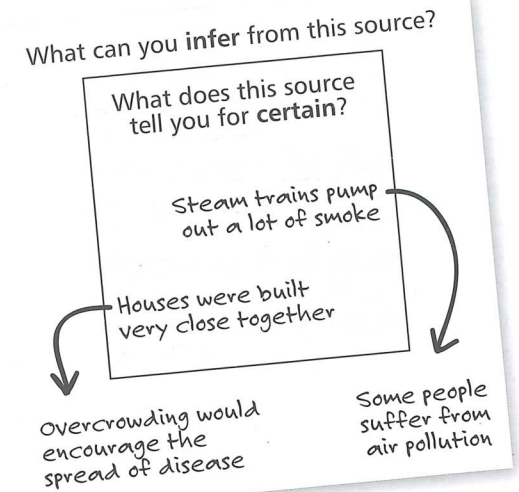 What can you infer from this source?
What does this source
tell you for certain?
Steam trains pump
out a lot of smoke
Houses were built
very close together
Overcrowding would
encourage the
spread of disease
Some people
suffer from
air pollution